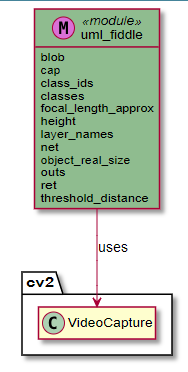 M
«module»
uml_fiddle
blob
cap
class_ids
classes
focal_length_approx
height
layer_names
net
object_real_size
outs
ret
threshold_distance
uses
cv2
C VideoCapture